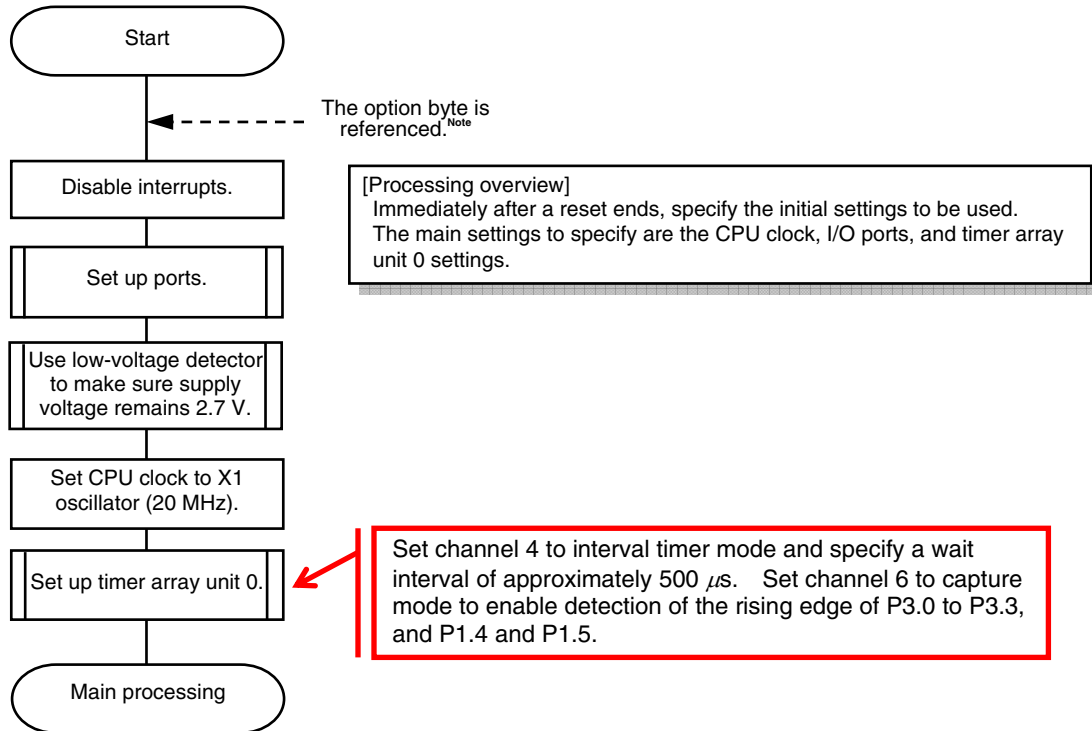 Start
The option byte is
referenced.Note
Disable interrupts.
[Processing overview]
Immediately after a reset ends, specify the initial settings to be used.
The main settings to specify are the CPU clock, I/O ports, and timer array
unit 0 settings.
Set up ports.
Use low-voltage detector
to make sure supply
voltage remains 2.7 V.
Set CPU clock to X1
oscillator (20 MHz).
Set up timer array unit 0.
Set channel 4 to interval timer mode and specify a wait
interval of approximately 500 μs. Set channel 6 to capture
mode to enable detection of the rising edge of P3.0 to P3.3,
and P1.4 and P1.5.
Main processing